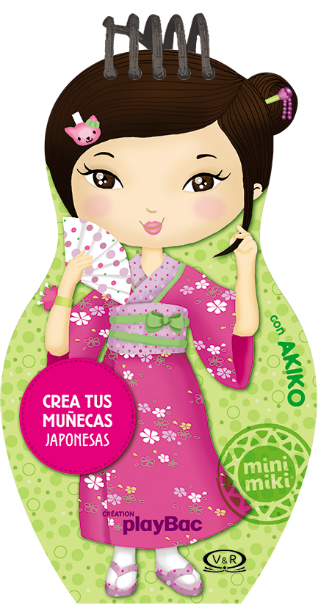 con AKIKO
CREA TUS
MUÑECAS
JAPONESAS
mini
miki
CRÉATION
playBac
V&R